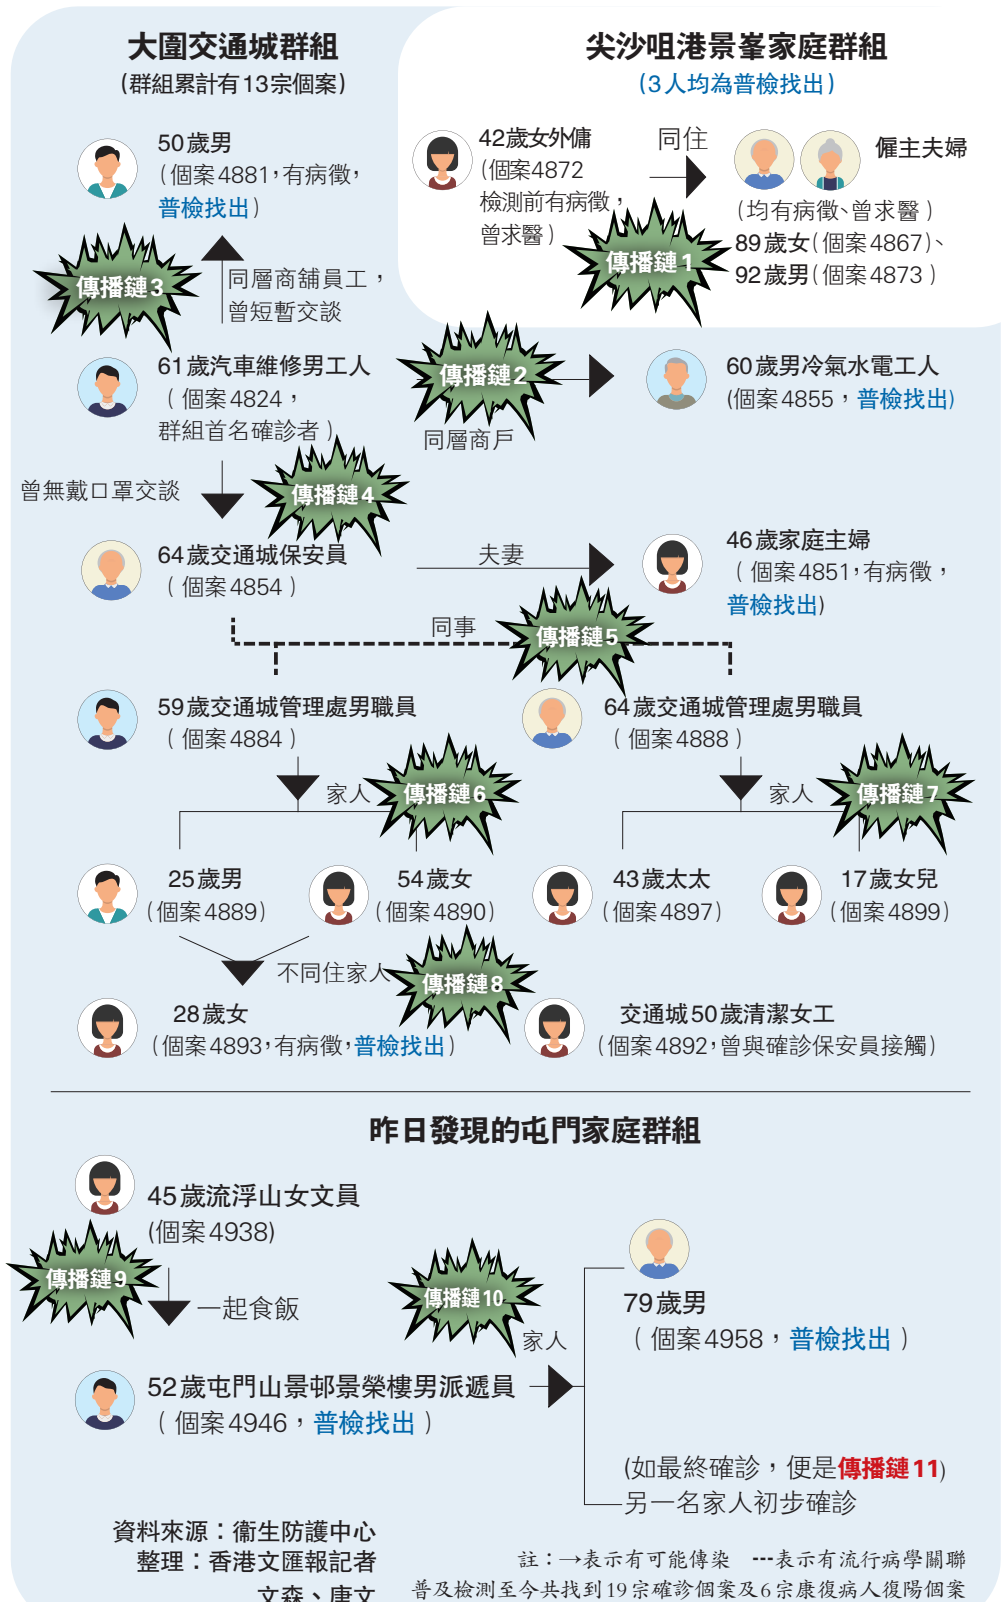 大圍交通城群組
(群組累計有13宗個案)
尖沙咀港景峯家庭群組
(3人均為普檢找出)
50歲男
(個案4881，有病徵，
普檢找出)
42歲女外傭
(個案4872
檢測前有病徵，
曾求醫)
同住
僱主夫婦
(均有病徵、曾求醫)
89歲女(個案4867)、
92歲男(個案4873)
傳播鏈1
傳播鏈3
同層商舖員工，
曾短暫交談
61歲汽車維修男工人
(個案4824，
群組首名確診者)
傳播鏈2
同層商戶
60歲男冷氣水電工人
(個案4855，普檢找出)
曾無戴口罩交談
傳播鏈4
64歲交通城保安員
(個案4854)
夫妻
46歲家庭主婦
(個案4851，有病徵，
普檢找出)
同事
傳播鏈5
59歲交通城管理處男職員
(個案4884)
64歲交通城管理處男職員
(個案4888)
家人
傳播鏈6
家人
傳播鏈7
25歲男
(個案4889)
54歲女
(個案4890)
43歲太太
(個案4897)
17歲女兒
(個案4899)
不同住家人
傳播鏈8
28歲女
(個案4893，有病徵，普檢找出)
交通城50歲清潔女工
(個案4892，曾與確診保安員接觸)
昨日發現的屯門家庭群組
45歲流浮山女文員
(個案4938)
傳播鏈9
一起食飯
52歲屯門山景邨景榮樓男派遞員
(個案4946，普檢找出)
傳播鏈10
家人
79歲男
(個案4958，普檢找出)
(如最終確診，便是傳播鏈11)
另一名家人初步確診
資料來源：衞生防護中心
整理：香港文匯報記者
文森、唐文
註：→表示有可能傳染 ---表示有流行病學關聯
普及檢測至今共找到19宗確診個案及6宗康復病人復陽個案